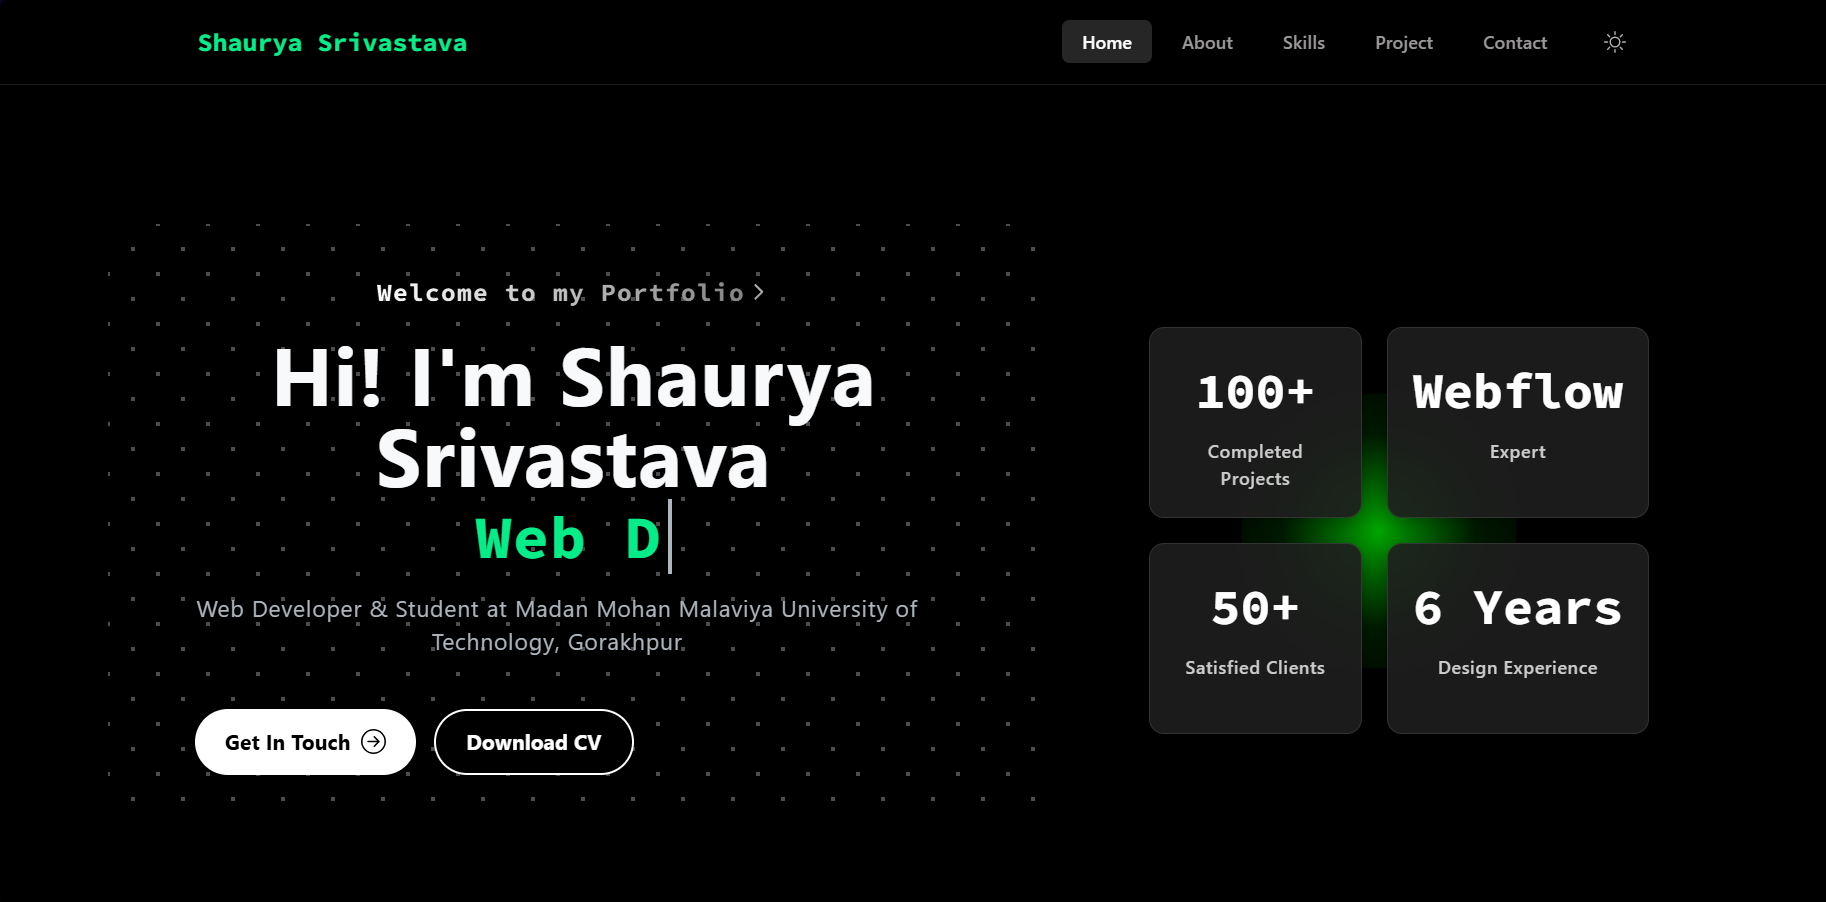 Shaurya Srivastava
Home
About
Skills
Project
Contact
Welcome to my Portfolio
Hi! I'm Shaurya
Srivastava
Web D
Web Developer & Student at Madan Mohan Malaviya University of
Technology, Gorakhpur
Get In Touch
Download CV
100+
Completed
Projects
Webflow
Expert
50+
Satisfied Clients
6 Years
Design Experience